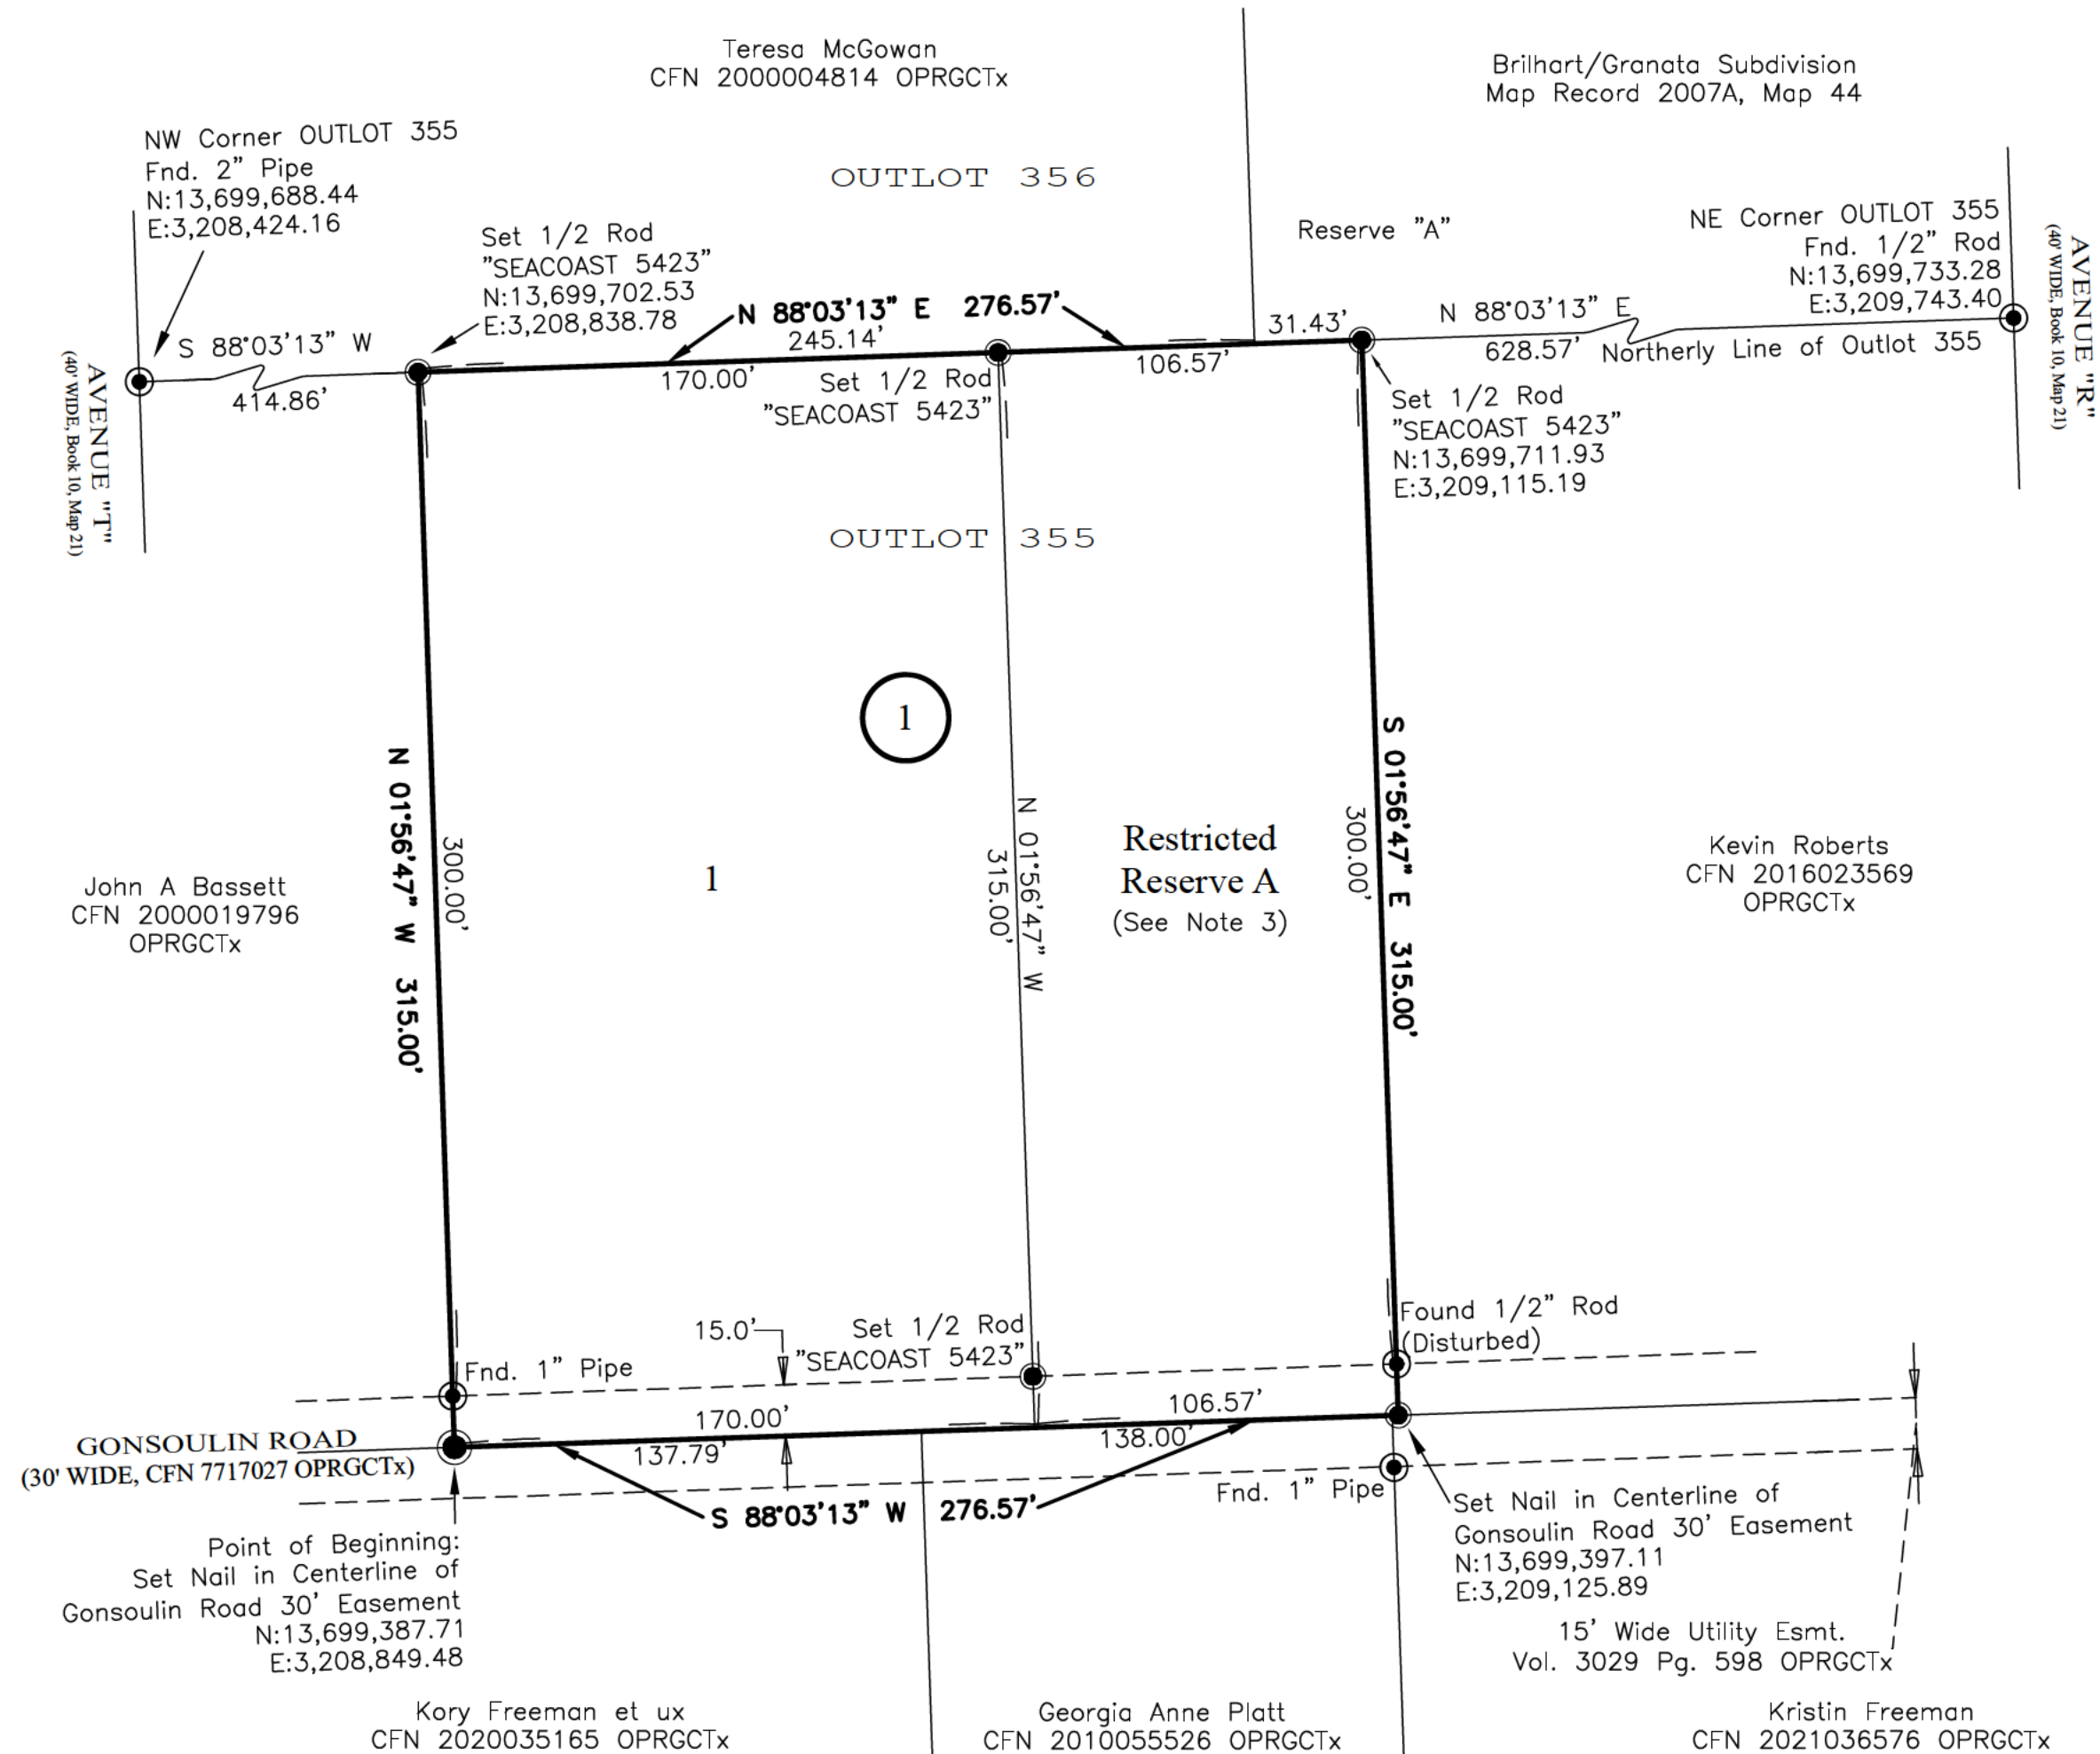 Teresa McGowan
CFN 2000004814 OPRGCTx
Brilhart/Granata Subdivision
Map Record 2007A, Map 44
NW Corner OUTLOT 355
Fnd. 2" Pipe
N:13,699,688.44
E:3,208,424.16
OUTLOT 356
Reserve "A"
NE Corner OUTLOT 355
Fnd. 1/2" Rod
N:13,699,733.28
E:3,209,743.40
AVENUE "R"
(40' WIDE, Book 10, Map 21)
Set 1/2 Rod
"SEACOAST 5423"
N:13,699,702.53
E:3,208,838.78
N 88°03'13" E 276.57'
245.14'
31.43'
N 88°03'13" E
628.57'
Northerly Line of Outlot 355
S 88°03'13" W
414.86'
AVENUE "T"
(40' WIDE, Book 10, Map 21)
170.00'
Set 1/2 Rod
"SEACOAST 5423"
106.57'
Set 1/2 Rod
"SEACOAST 5423"
N:13,699,711.93
E:3,209,115.19
OUTLOT 355
1
N 01°56'47" W 315.00'
300.00'
1
N 01°56'47" W
315.00'
Restricted
Reserve A
(See Note 3)
300.00'
S 01°56'47" E 315.00'
John A Bassett
CFN 2000019796
OPRGCTx
Kevin Roberts
CFN 2016023569
OPRGCTx
Fnd. 1" Pipe
15.0'
Set 1/2 Rod
"SEACOAST 5423"
Found 1/2" Rod
(Disturbed)
170.00'
106.57'
GONSOULIN ROAD
(30' WIDE, CFN 7717027 OPRGCTx)
137.79'
138.00'
S 88°03'13" W 276.57'
Fnd. 1" Pipe
Point of Beginning:
Set Nail in Centerline of
Gonsoulin Road 30' Easement
N:13,699,387.71
E:3,208,849.48
Set Nail in Centerline of
Gonsoulin Road 30' Easement
N:13,699,397.11
E:3,209,125.89
15' Wide Utility Esmt.
Vol. 3029 Pg. 598 OPRGCTx
Kory Freeman et ux
CFN 2020035165 OPRGCTx
Georgia Anne Platt
CFN 2010055526 OPRGCTx
Kristin Freeman
CFN 2021036576 OPRGCTx